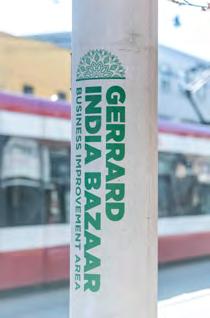 GERRARD
INDIA BAZAAR
BUSINESS IMPROVEMENT AREA